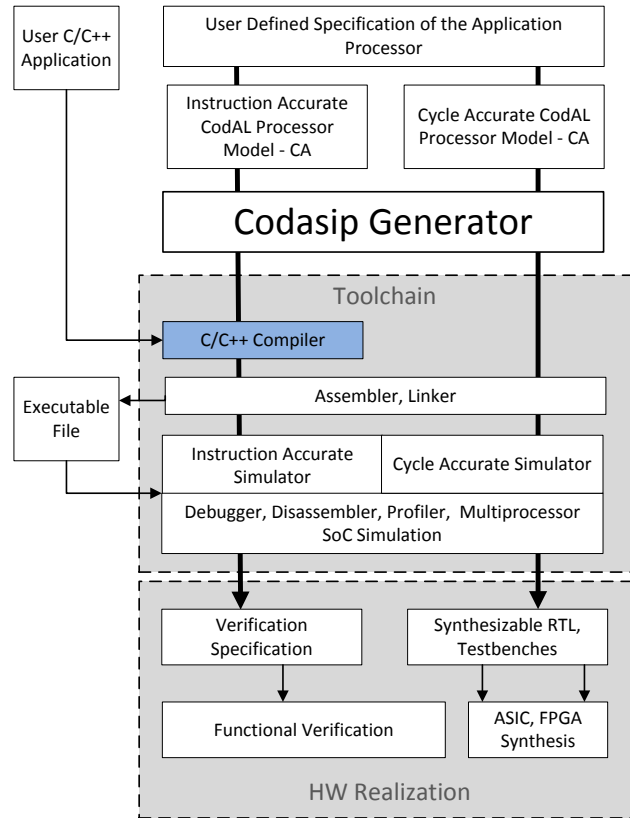 User C/C++
Application
User Defined Specification of the Application
Processor
Instruction Accurate
CodAL Processor
Model - CA
Cycle Accurate CodAL
Processor Model - CA
Codasip Generator
Toolchain
C/C++ Compiler
Assembler, Linker
Executable
File
Instruction Accurate
Simulator
Cycle Accurate Simulator
Debugger, Disassembler, Profiler, Multiprocessor
SoC Simulation
Verification
Specification
Synthesizable RTL,
Testbenches
Functional Verification
ASIC, FPGA
Synthesis
HW Realization